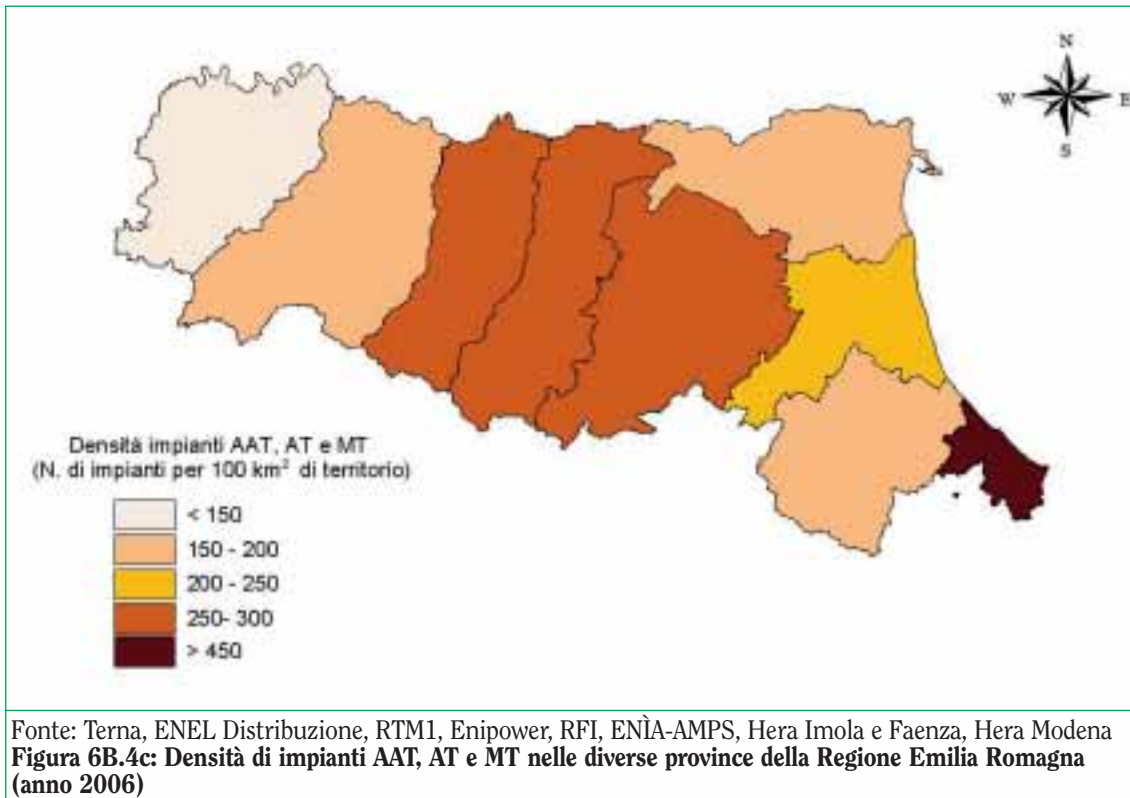 N
W E
S
Densità impianti AAT, AT e MT
(N. di impianti per 100 km² di territorio)
< 150
150 - 200
200 - 250
250- 300
> 450
Fonte: Terna, ENEL Distribuzione, RTM1, Enipower, RFI, ENÌA-AMPS, Hera Imola e Faenza, Hera Modena
Figura 6B.4c: Densità di impianti AAT, AT e MT nelle diverse province della Regione Emilia Romagna
(anno 2006)